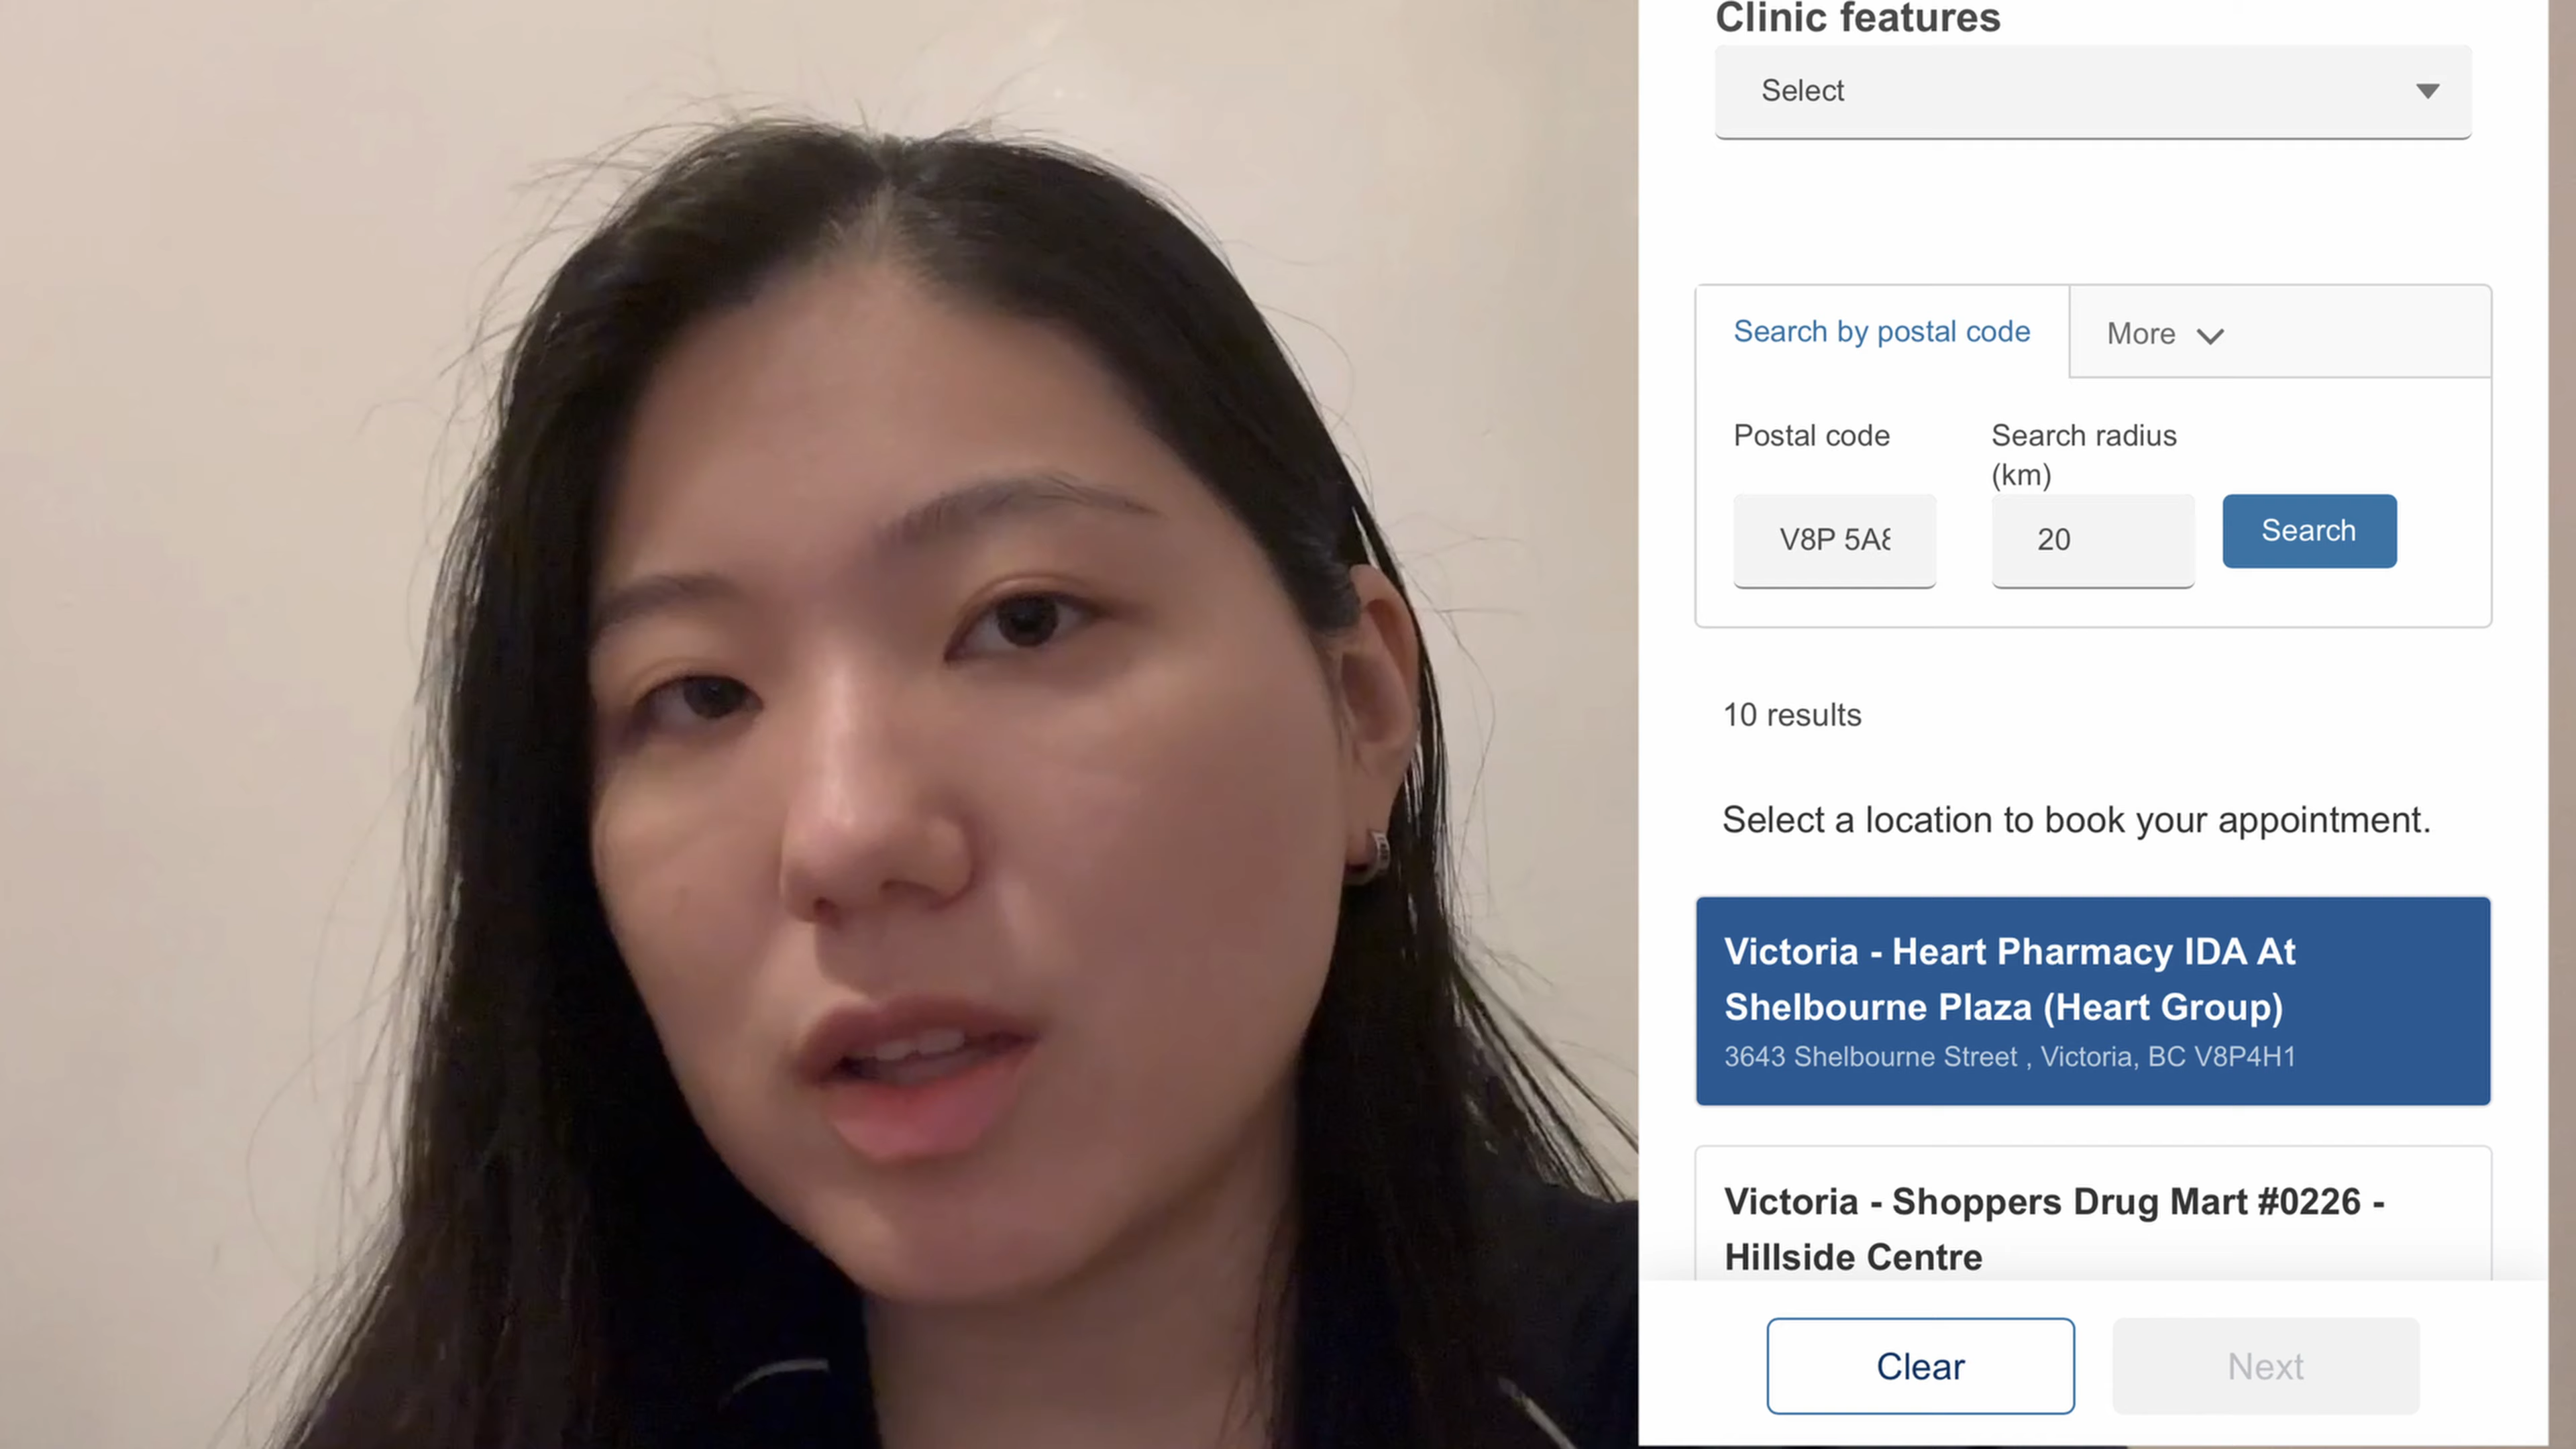 Clinic features
Select
Search by postal code
More
Postal code
Search radius
(km)
V8P 5A8
20
Search
10 results
Select a location to book your appointment.
Victoria - Heart Pharmacy IDA At
Shelbourne Plaza (Heart Group)
3643 Shelbourne Street , Victoria, BC V8P4H1
Victoria - Shoppers Drug Mart #0226 -
Hillside Centre
Clear
Next